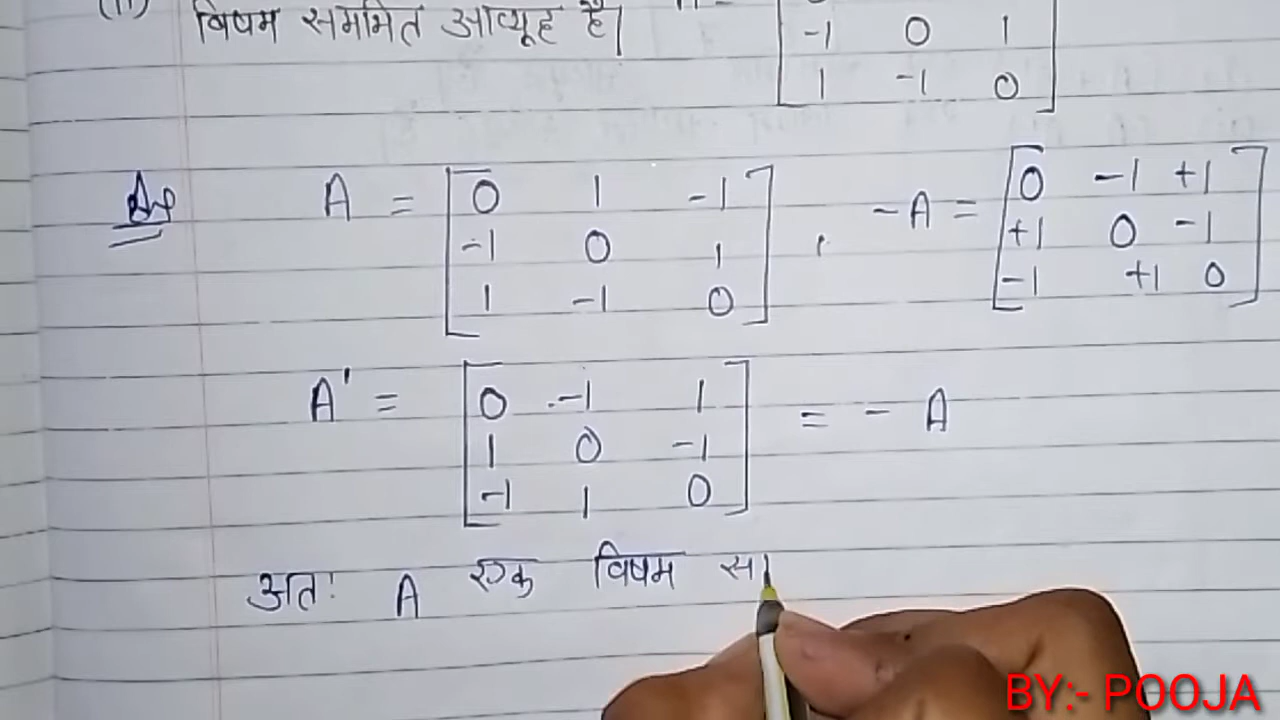 (ii) विषम सममित आव्यूह है।
-1 0 1
1 -1 0
Ans A = [0 1 -1
-1 0 1
1 -1 0] , -A = [0 -1 +1
+1 0 -1
-1 +1 0]
A' = [0 -1 1
1 0 -1
-1 1 0] = - A
अतः A एक विषम स
BY:- POOJA